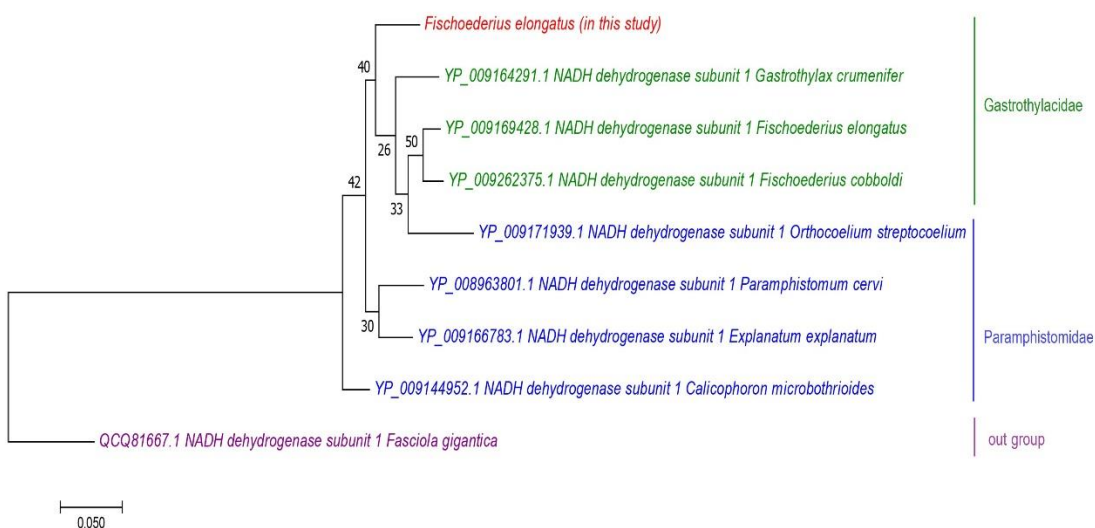 Fischoederius elongatus (in this study)
40
YP_009164291.1 NADH dehydrogenase subunit 1 Gastrothylax crumenifer
Gastrothylacidae
YP_009169428.1 NADH dehydrogenase subunit 1 Fischoederius elongatus
50
26
YP_009262375.1 NADH dehydrogenase subunit 1 Fischoederius cobboldi
42
33
YP_009171939.1 NADH dehydrogenase subunit 1 Orthocoelium streptocoelium
YP_008963801.1 NADH dehydrogenase subunit 1 Paramphistomum cervi
30
YP_009166783.1 NADH dehydrogenase subunit 1 Explanatum explanatum
Paramphistomidae
YP_009144952.1 NADH dehydrogenase subunit 1 Calicophoron microbothrioides
QCQ81667.1 NADH dehydrogenase subunit 1 Fasciola gigantica
out group
0.050